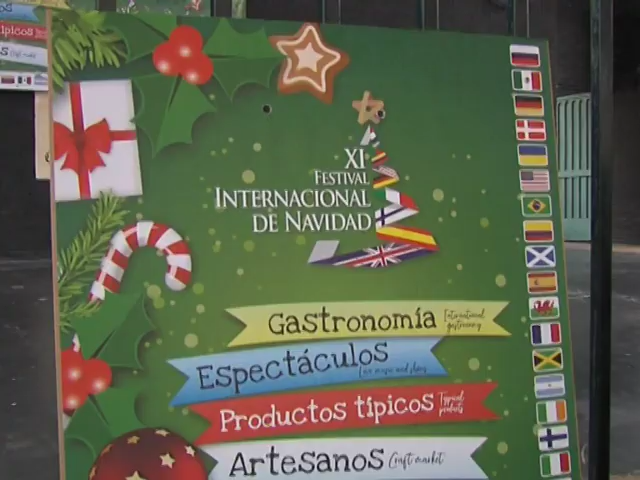 XI
FESTIVAL
INTERNACIONAL
DE NAVIDAD
Gastronomía International gastronomy
Espectáculos
Productos típicos Typical products
Artesanos Craft market